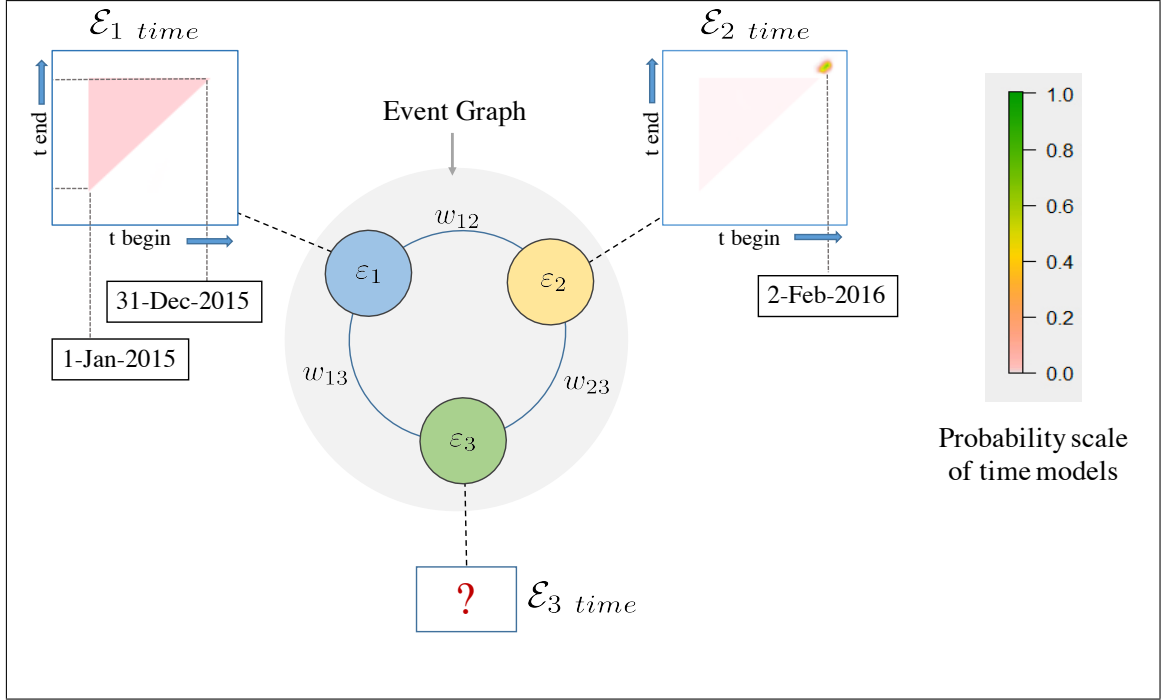 ℰ₁ time
ℰ₂ time
t end
t begin
31-Dec-2015
1-Jan-2015
Event Graph
t end
t begin
2-Feb-2016
w₁₂
ε₁
ε₂
w₁₃
w₂₃
ε₃
?
ℰ₃ time
1.0
0.8
0.6
0.4
0.2
0.0
Probability scale
of time models